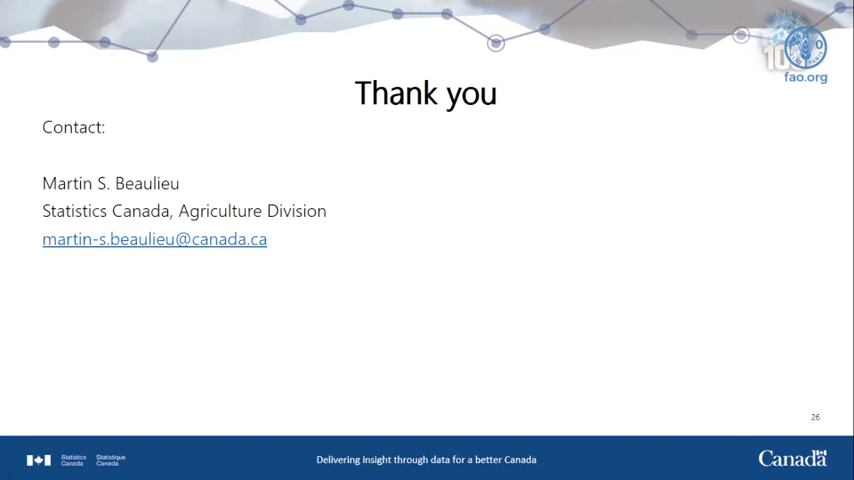 fao.org
Thank you
Contact:
Martin S. Beaulieu
Statistics Canada, Agriculture Division
martin-s.beaulieu@canada.ca
26
Statistics Statistique
Canada Canada
Delivering insight through data for a better Canada
Canada